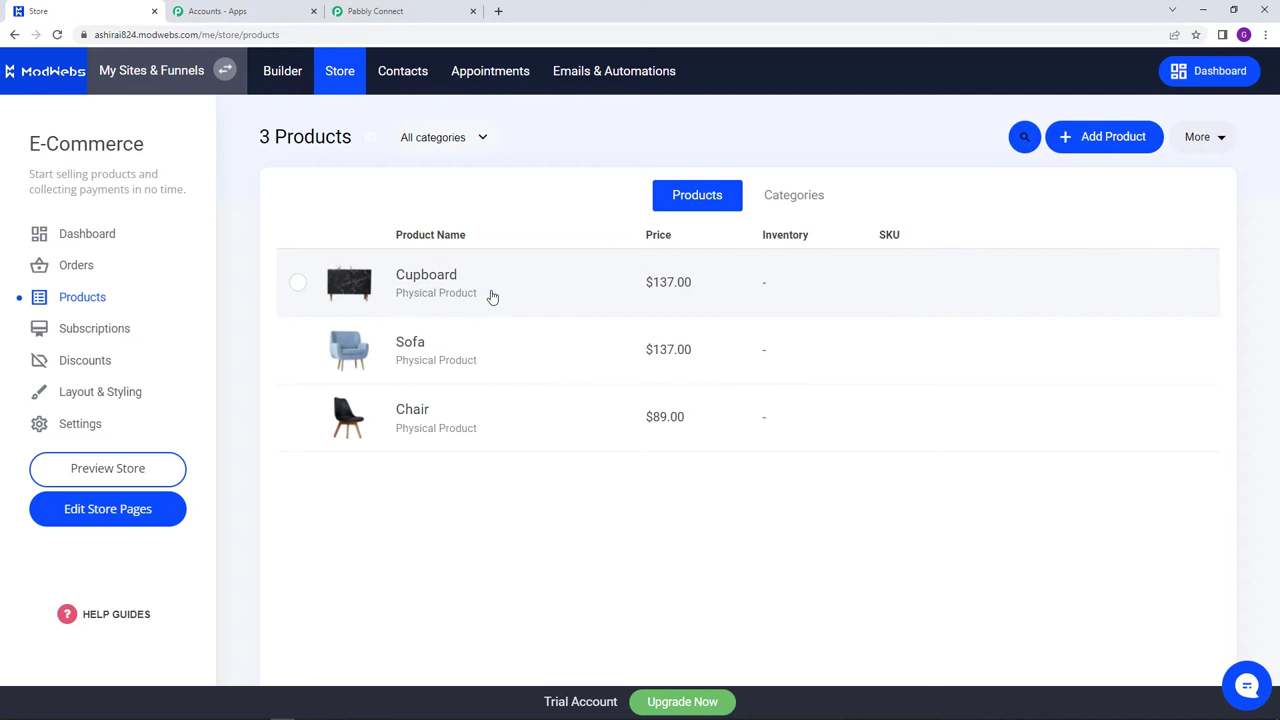 Store
Accounts - Apps
Pabbly Connect
ashirai824.modwebs.com/me/store/products
G
ModWebs
My Sites & Funnels
Builder
Store
Contacts
Appointments
Emails & Automations
Dashboard
E-Commerce
Start selling products and
collecting payments in no time.
Dashboard
Orders
Products
Subscriptions
Discounts
Layout & Styling
Settings
Preview Store
Edit Store Pages
? HELP GUIDES
3 Products
All categories
+ Add Product
More
Products
Categories
Product Name Price Inventory SKU
Cupboard
Physical Product
$137.00 -
Sofa
Physical Product
$137.00 -
Chair
Physical Product
$89.00 -
Trial Account
Upgrade Now